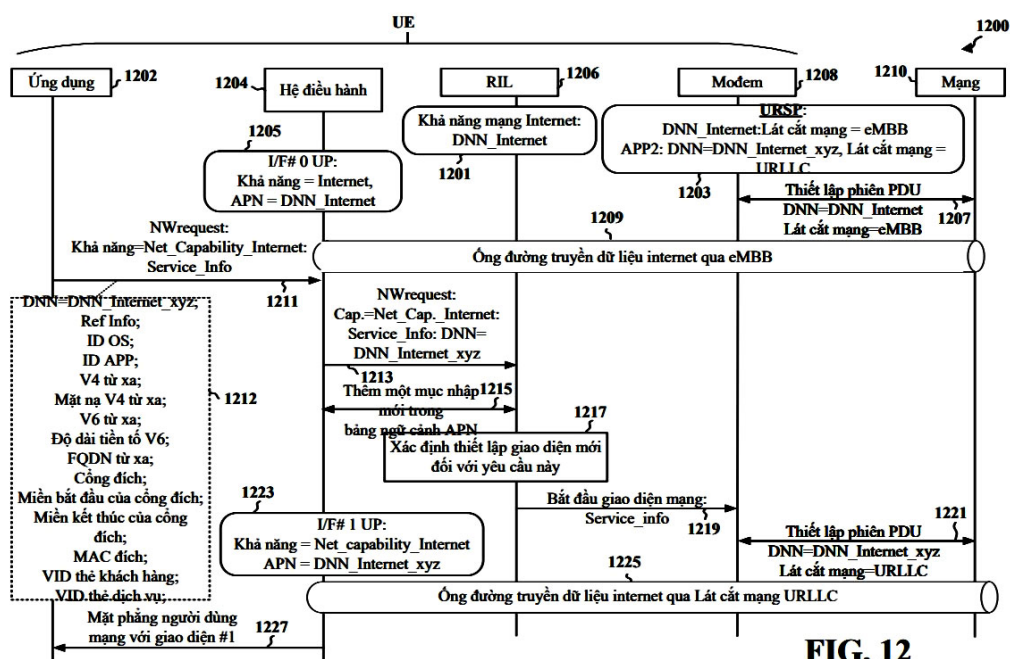 UE
1200
Ứng dụng
1202
1204
Hệ điều hành
RIL
1206
Modem
1208
1210
Mạng
1205
I/F# 0 UP:
Khả năng = Internet,
APN = DNN_Internet
Khả năng mạng Internet:
DNN_Internet
1201
URSP:
DNN_Internet:Lát cắt mạng = eMBB
APP2: DNN=DNN_Internet_xyz, Lát cắt mạng =
URLLC
1203
Thiết lập phiên PDU
DNN=DNN_Internet
Lát cắt mạng=eMBB
1207
NWrequest:
Khả năng=Net_Capability_Internet:
Service_Info
1209
Ống đường truyền dữ liệu internet qua eMBB
1211
DNN=DNN_Internet_xyz;
Ref Info;
ID OS;
ID APP;
V4 từ xa;
Mặt nạ V4 từ xa;
V6 từ xa;
Độ dài tiền tố V6;
FQDN từ xa;
Cổng đích;
Miền bắt đầu của cổng đích;
Miền kết thúc của cổng
đích;
MAC đích;
VID thẻ khách hàng;
VID thẻ dịch vụ;
1212
NWrequest:
Cap.=Net_Cap._Internet:
Service_Info: DNN=
DNN_Internet_xyz
1213
1215
Thêm một mục nhập
mới trong
bảng ngữ cảnh APN
1217
Xác định thiết lập giao diện mới
đối với yêu cầu này
Bắt đầu giao diện mạng:
Service_info
1219
1221
Thiết lập phiên PDU
DNN=DNN_Internet_xyz
Lát cắt mạng=URLLC
1223
I/F# 1 UP:
Khả năng = Net_capability_Internet
APN = DNN_Internet_xyz
1225
Ống đường truyền dữ liệu internet qua Lát cắt mạng URLLC
Mặt phẳng người dùng
mạng với giao diện #1
1227
FIG. 12